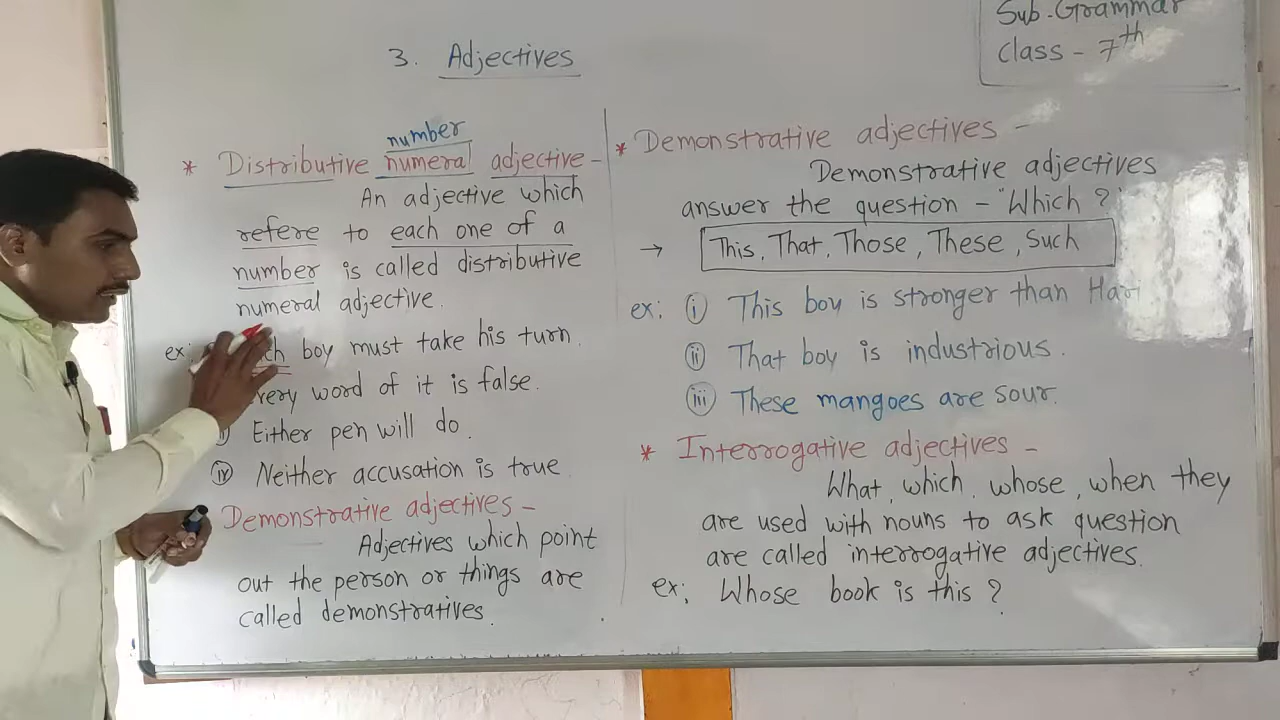 Sub-Grammar
Class - 7th
3. Adjectives
number
* Distributive numeral adjective-
An adjective which
refere to each one of a
number is called distributive
numeral adjective.
ex: boy must take his turn.
word of it is false.
Either pen will do.
iv Neither accusation is true.
Demonstrative adjectives -
Adjectives which point
out the person or things are
called demonstratives.
* Demonstrative adjectives -
Demonstrative adjectives
answer the question - "Which ?"
→ This, That, Those, These, Such
ex: i This boy is stronger than Hari
ii That boy is industrious.
iii These mangoes are sour.
* Interrogative adjectives -
What, which, whose, when they
are used with nouns to ask question
are called interrogative adjectives.
ex: Whose book is this ?